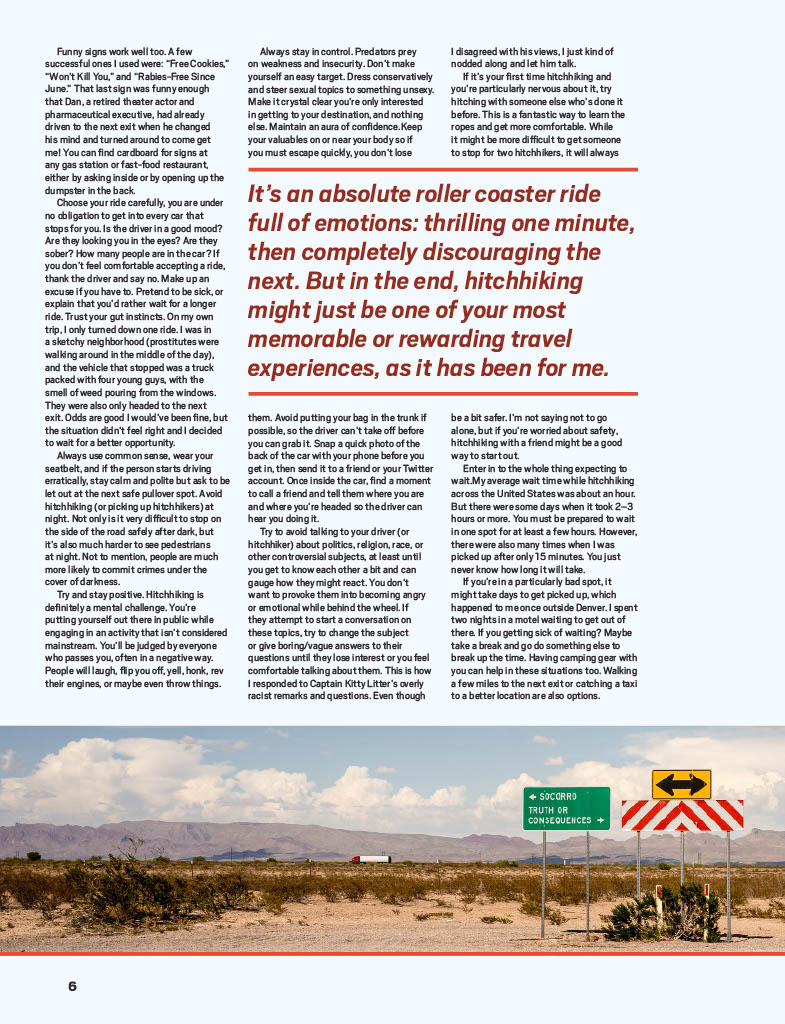 Funny signs work well too. A few
successful ones I used were: “Free Cookies,”
“Won’t Kill You,” and “Rabies-Free Since
June.” That last sign was funny enough
that Dan, a retired theater actor and
pharmaceutical executive, had already
driven to the next exit when he changed
his mind and turned around to come get
me! You can find cardboard for signs at
any gas station or fast-food restaurant,
either by asking inside or by opening up the
dumpster in the back.
Choose your ride carefully, you are under
no obligation to get into every car that
stops for you. Is the driver in a good mood?
Are they looking you in the eyes? Are they
sober? How many people are in the car? If
you don’t feel comfortable accepting a ride,
thank the driver and say no. Make up an
excuse if you have to. Pretend to be sick, or
explain that you’d rather wait for a longer
ride. Trust your gut instincts. On my own
trip, I only turned down one ride. I was in
a sketchy neighborhood (prostitutes were
walking around in the middle of the day),
and the vehicle that stopped was a truck
packed with four young guys, with the
smell of weed pouring from the windows.
They were also only headed to the next
exit. Odds are good I would’ve been fine, but
the situation didn’t feel right and I decided
to wait for a better opportunity.
Always use common sense, wear your
seatbelt, and if the person starts driving
erratically, stay calm and polite but ask to be
let out at the next safe pullover spot. Avoid
hitchhiking (or picking up hitchhikers) at
night. Not only is it very difficult to stop on
the side of the road safely after dark, but
it’s also much harder to see pedestrians
at night. Not to mention, people are much
more likely to commit crimes under the
cover of darkness.
Try and stay positive. Hitchhiking is
definitely a mental challenge. You’re
putting yourself out there in public while
engaging in an activity that isn’t considered
mainstream. You’ll be judged by everyone
who passes you, often in a negative way.
People will laugh, flip you off, yell, honk, rev
their engines, or maybe even throw things.
Always stay in control. Predators prey
on weakness and insecurity. Don’t make
yourself an easy target. Dress conservatively
and steer sexual topics to something unsexy.
Make it crystal clear you’re only interested
in getting to your destination, and nothing
else. Maintain an aura of confidence.Keep
your valuables on or near your body so if
you must escape quickly, you don’t lose
It’s an absolute roller coaster ride
full of emotions: thrilling one minute,
then completely discouraging the
next. But in the end, hitchhiking
might just be one of your most
memorable or rewarding travel
experiences, as it has been for me.
them. Avoid putting your bag in the trunk if
possible, so the driver can’t take off before
you can grab it. Snap a quick photo of the
back of the car with your phone before you
get in, then send it to a friend or your Twitter
account. Once inside the car, find a moment
to call a friend and tell them where you are
and where you’re headed so the driver can
hear you doing it.
Try to avoid talking to your driver (or
hitchhiker) about politics, religion, race, or
other controversial subjects, at least until
you get to know each other a bit and can
gauge how they might react. You don’t
want to provoke them into becoming angry
or emotional while behind the wheel. If
they attempt to start a conversation on
these topics, try to change the subject
or give boring/vague answers to their
questions until they lose interest or you feel
comfortable talking about them. This is how
I responded to Captain Kitty Litter’s overly
racist remarks and questions. Even though
I disagreed with his views, I just kind of
nodded along and let him talk.
If it’s your first time hitchhiking and
you’re particularly nervous about it, try
hitching with someone else who’s done it
before. This is a fantastic way to learn the
ropes and get more comfortable. While
it might be more difficult to get someone
to stop for two hitchhikers, it will always
be a bit safer. I’m not saying not to go
alone, but if you’re worried about safety,
hitchhiking with a friend might be a good
way to start out.
Enter in to the whole thing expecting to
wait.My average wait time while hitchhiking
across the United States was about an hour.
But there were some days when it took 2–3
hours or more. You must be prepared to wait
in one spot for at least a few hours. However,
there were also many times when I was
picked up after only 15 minutes. You just
never know how long it will take.
If you’re in a particularly bad spot, it
might take days to get picked up, which
happened to me once outside Denver. I spent
two nights in a motel waiting to get out of
there. If you getting sick of waiting? Maybe
take a break and go do something else to
break up the time. Having camping gear with
you can help in these situations too. Walking
a few miles to the next exit or catching a taxi
to a better location are also options.
← SOCORRO
TRUTH OR
CONSEQUENCES →
6